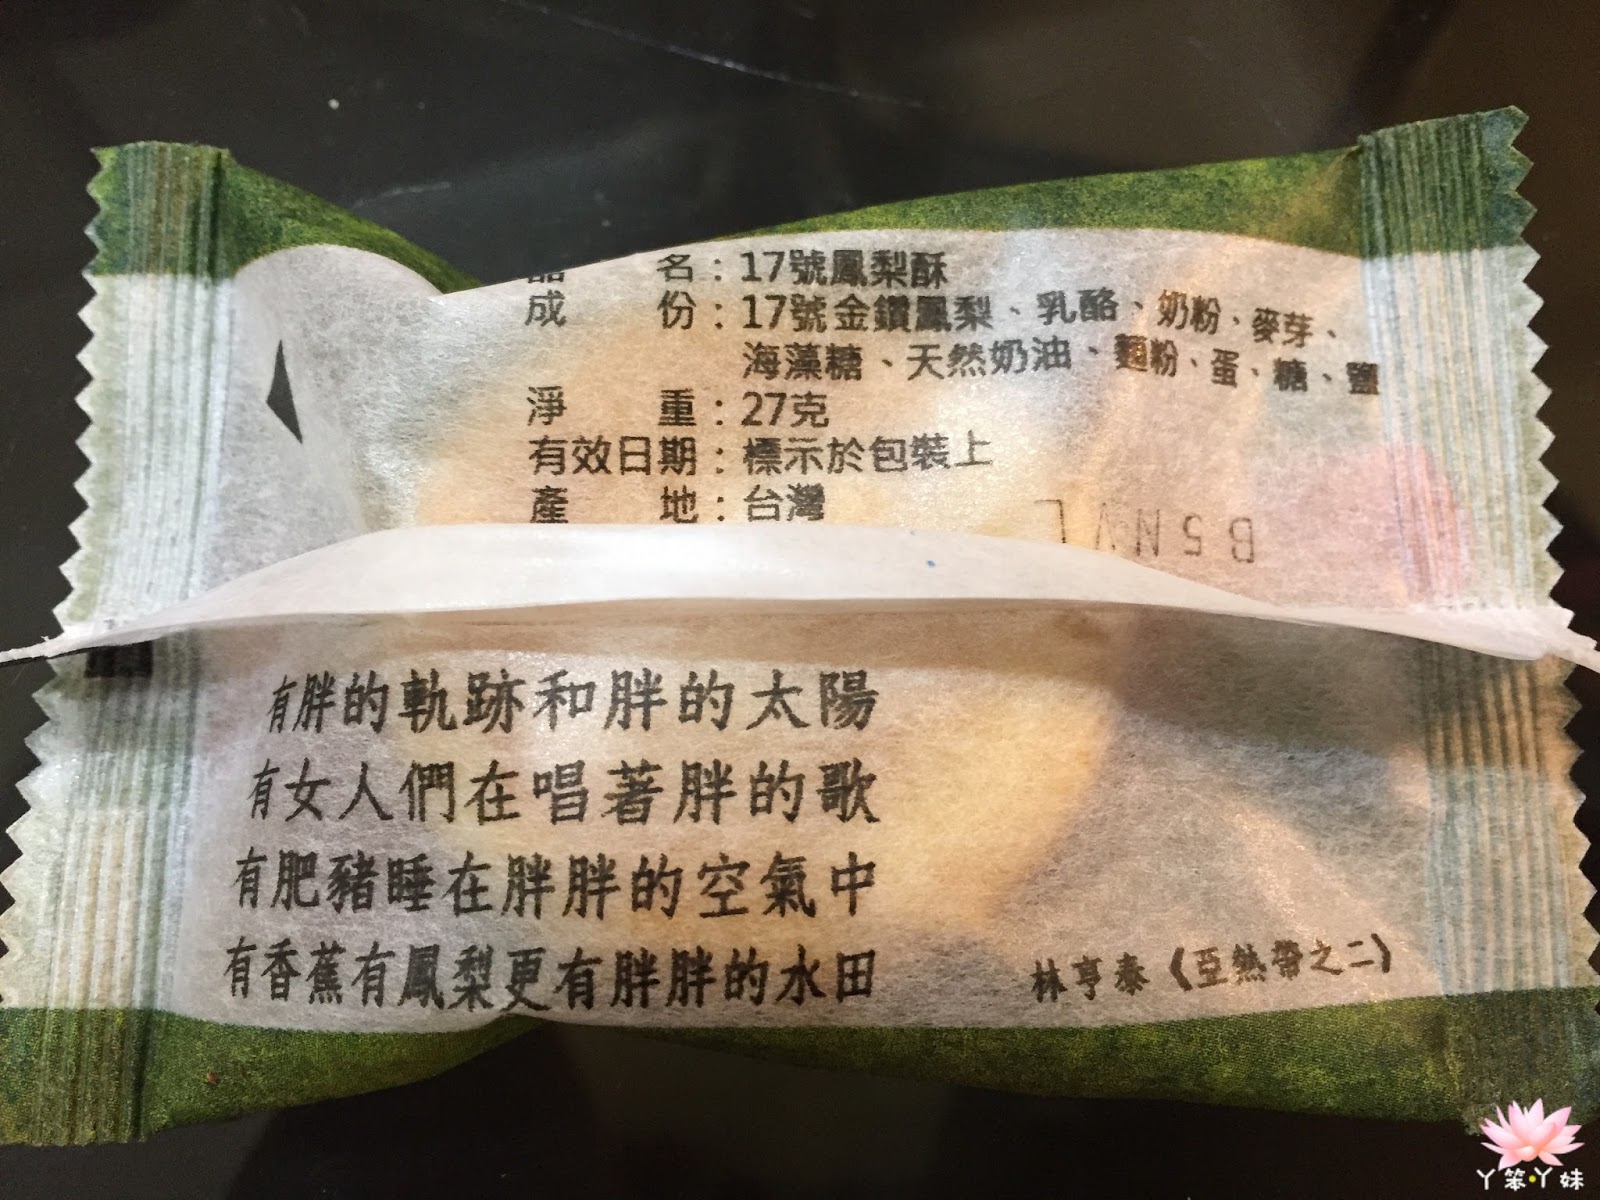 品名：17號鳳梨酥
成份：17號金鑽鳳梨、乳酪、奶粉、麥芽、
海藻糖、天然奶油、麵粉、蛋、糖、鹽
淨重：27克
有效日期：標示於包裝上
產地：台灣
有胖的軌跡和胖的太陽
有女人們在唱著胖的歌
有肥豬睡在胖胖的空氣中
有香蕉有鳳梨更有胖胖的水田
林亨泰《亞熱帶之二》
ㄚ笨•ㄚ妹